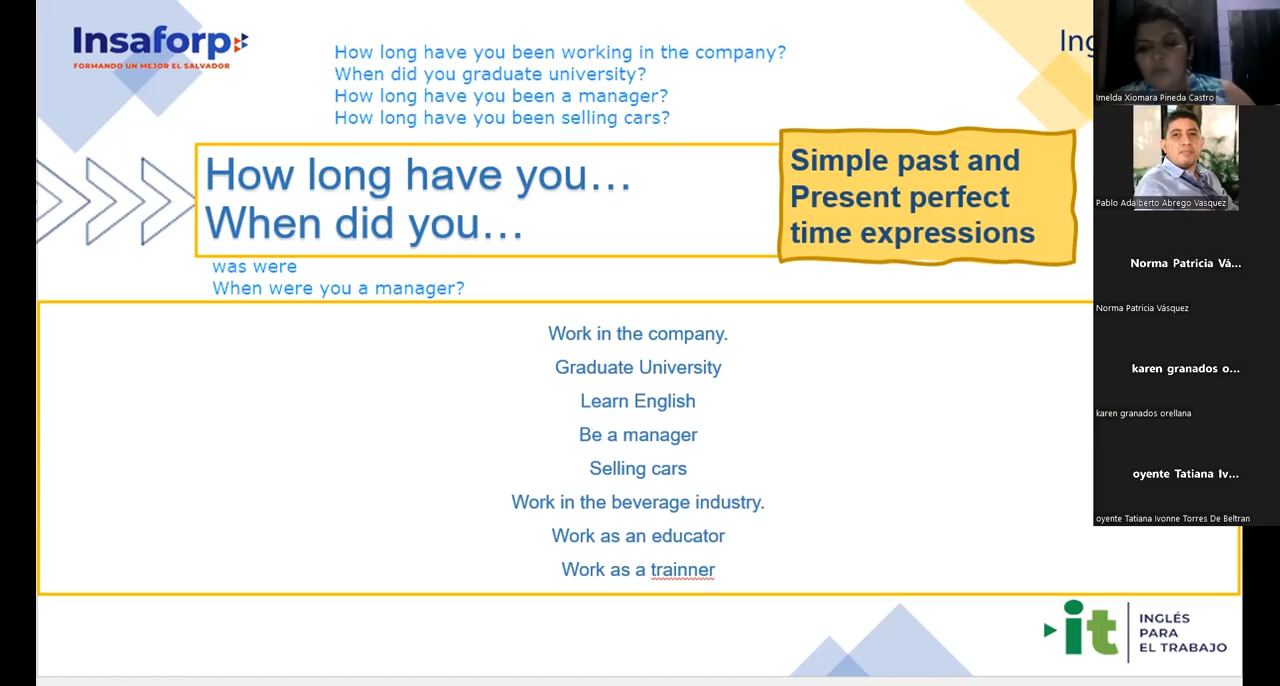 Insaforp
FORMANDO UN MEJOR EL SALVADOR
How long have you been working in the company?
When did you graduate university?
How long have you been a manager?
How long have you been selling cars?
Ing
How long have you...
When did you...
Simple past and
Present perfect
time expressions
was were
When were you a manager?
Work in the company.
Graduate University
Learn English
Be a manager
Selling cars
Work in the beverage industry.
Work as an educator
Work as a trainner
it
INGLÉS
PARA
EL TRABAJO
Imelda Xiomara Pineda Castro
Pablo Adalberto Abrego Vasquez
Norma Patricia Vá...
Norma Patricia Vásquez
karen granados o...
karen granados orellana
oyente Tatiana Iv...
oyente Tatiana Ivonne Torres De Beltran